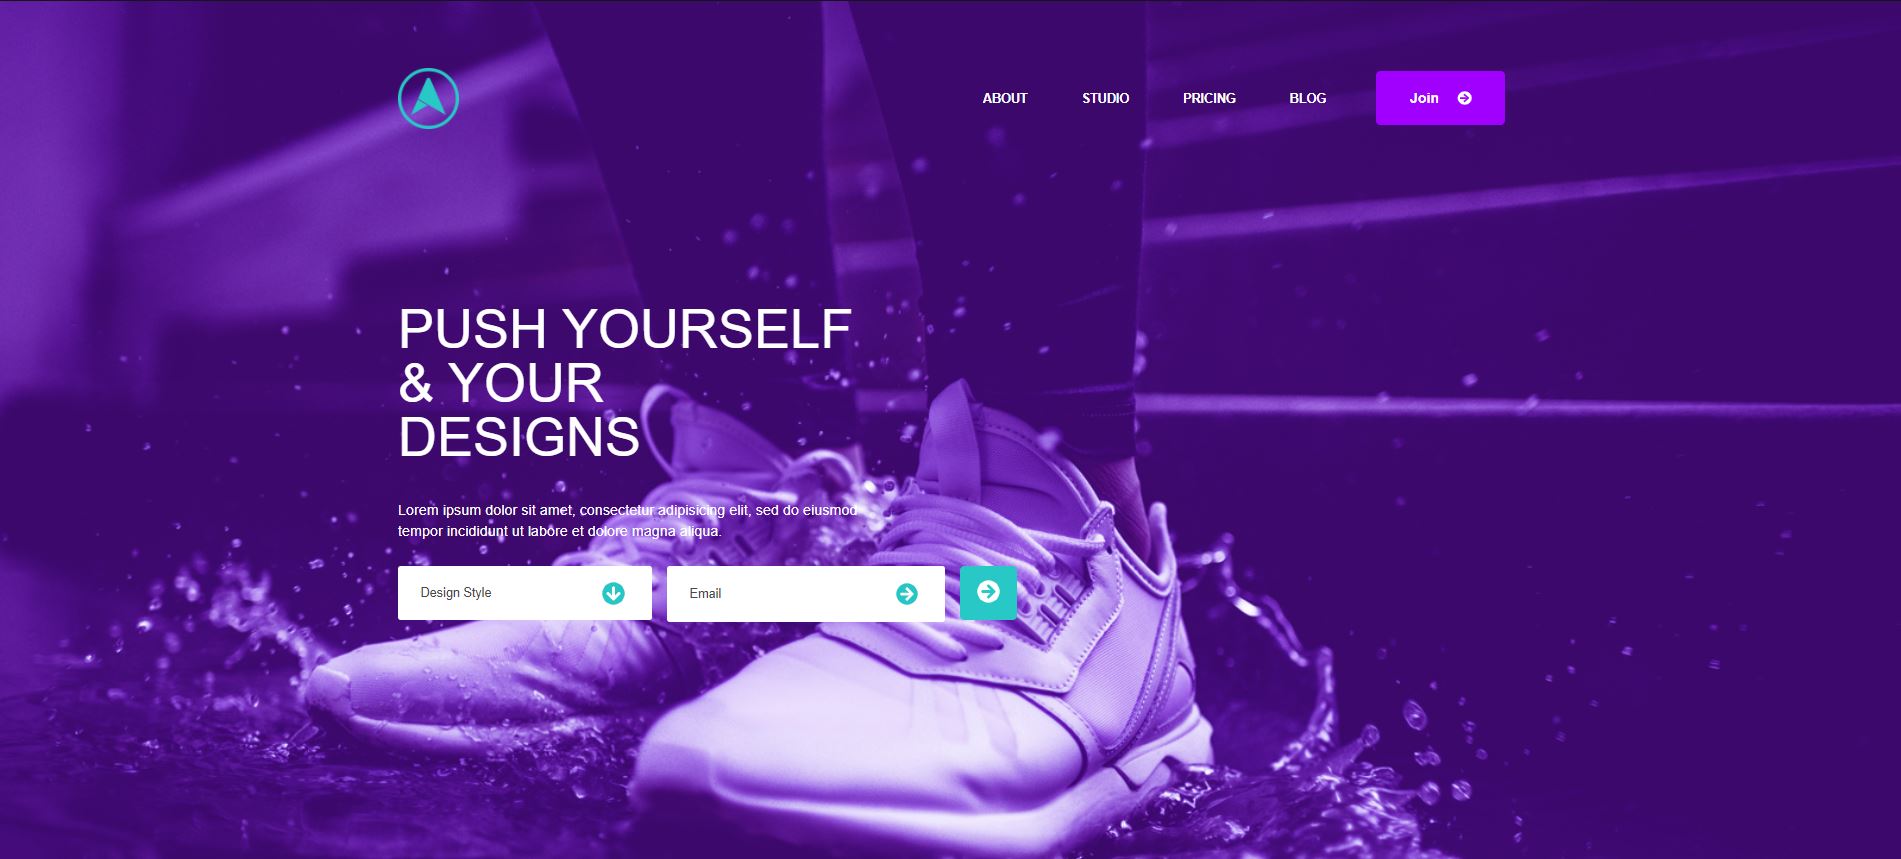 ABOUT STUDIO PRICING BLOG Join
PUSH YOURSELF
& YOUR
DESIGNS
Lorem ipsum dolor sit amet, consectetur adipisicing elit, sed do eiusmod
tempor incididunt ut labore et dolore magna aliqua.
Design Style Email